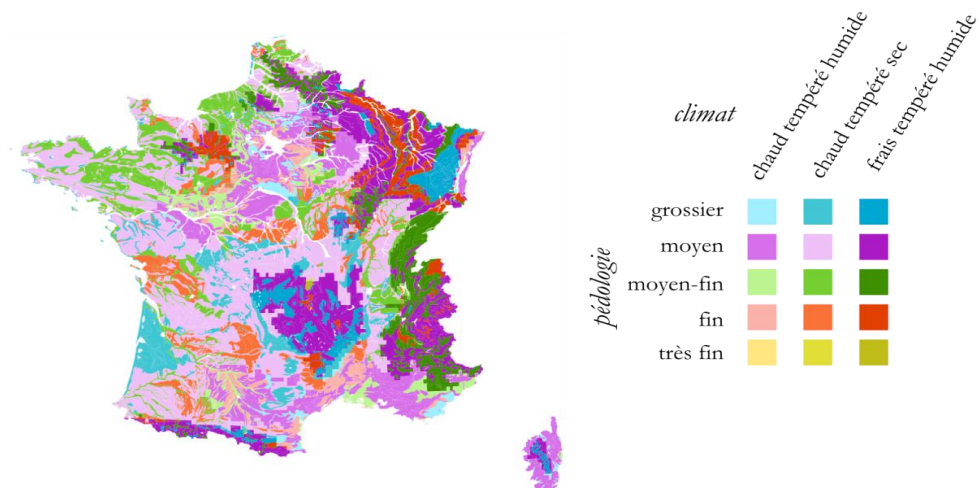 climat
chaud tempéré humide
chaud tempéré sec
frais tempéré humide
pédologie
grossier
moyen
moyen-fin
fin
très fin